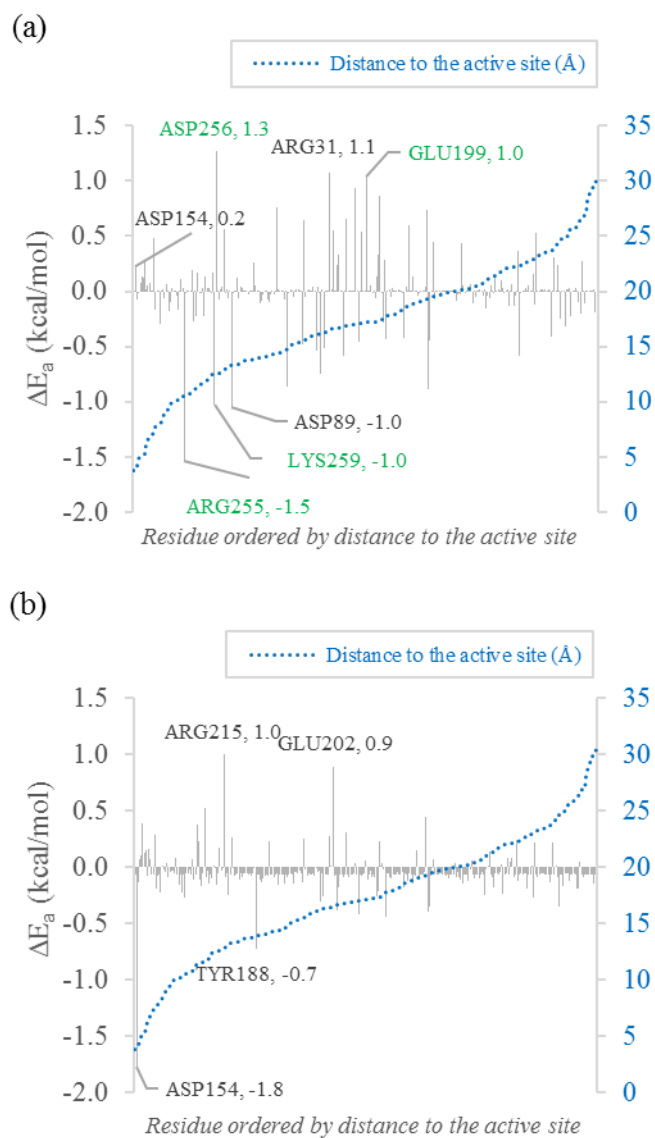 (a)
Distance to the active site (Å)
1.5
1.0
0.5
0.0
-0.5
-1.0
-1.5
-2.0
ΔEa (kcal/mol)
ASP256, 1.3
ARG31, 1.1
GLU199, 1.0
ASP154, 0.2
ASP89, -1.0
LYS259, -1.0
ARG255, -1.5
35
30
25
20
15
10
5
0
Distance to the active site (Å)
Residue ordered by distance to the active site
(b)
Distance to the active site (Å)
1.5
1.0
0.5
0.0
-0.5
-1.0
-1.5
-2.0
ΔEa (kcal/mol)
ARG215, 1.0
GLU202, 0.9
TYR188, -0.7
ASP154, -1.8
35
30
25
20
15
10
5
0
Residue ordered by distance to the active site